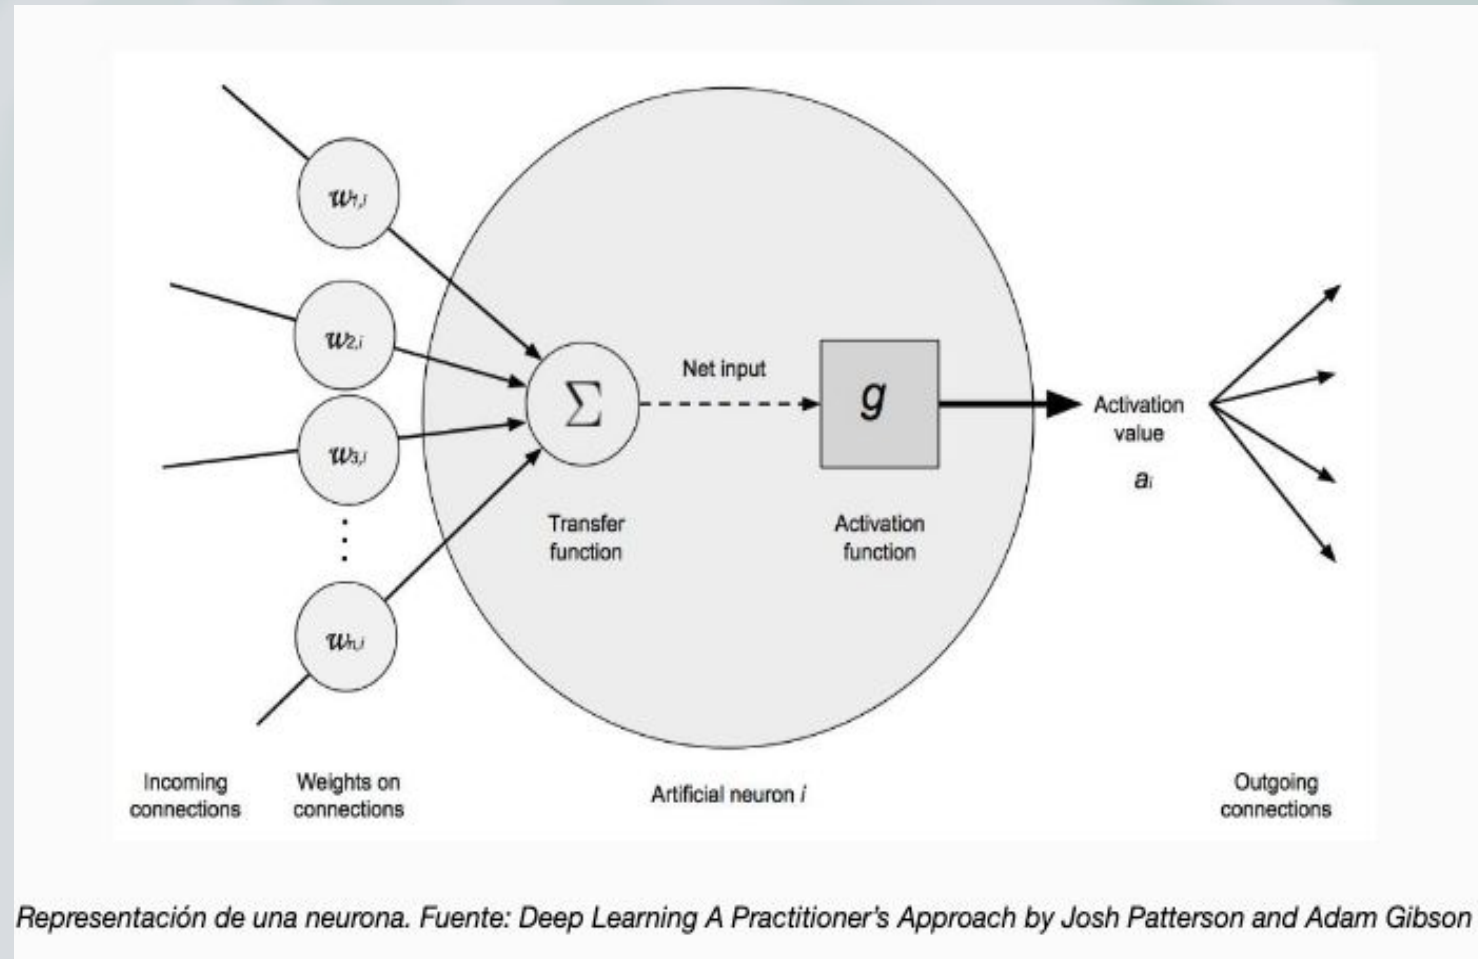 w1,i
w2,i
w3,i
wn,i
Σ
Net input
g
Transfer
function
Activation
function
Activation
value
ai
Incoming
connections
Weights on
connections
Artificial neuron i
Outgoing
connections
Representación de una neurona. Fuente: Deep Learning A Practitioner's Approach by Josh Patterson and Adam Gibson